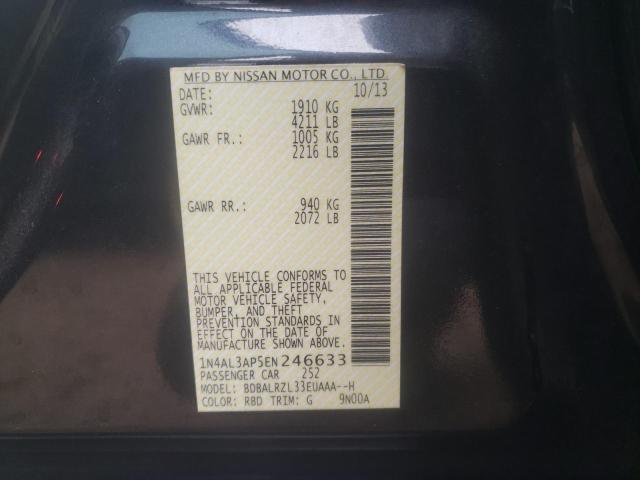 MFD BY NISSAN MOTOR CO., LTD.
DATE: 10/13
GVWR: 1910 KG
4211 LB
GAWR FR.: 1005 KG
2216 LB
GAWR RR.: 940 KG
2072 LB
THIS VEHICLE CONFORMS TO
ALL APPLICABLE FEDERAL
MOTOR VEHICLE SAFETY,
BUMPER, AND THEFT
PREVENTION STANDARDS IN
EFFECT ON THE DATE OF
MANUFACTURE SHOWN ABOVE.
1N4AL3AP5EN246633
PASSENGER CAR 252
MODEL: BDBALRZL33EUAAA--H
COLOR: RBD TRIM: G 9N00A